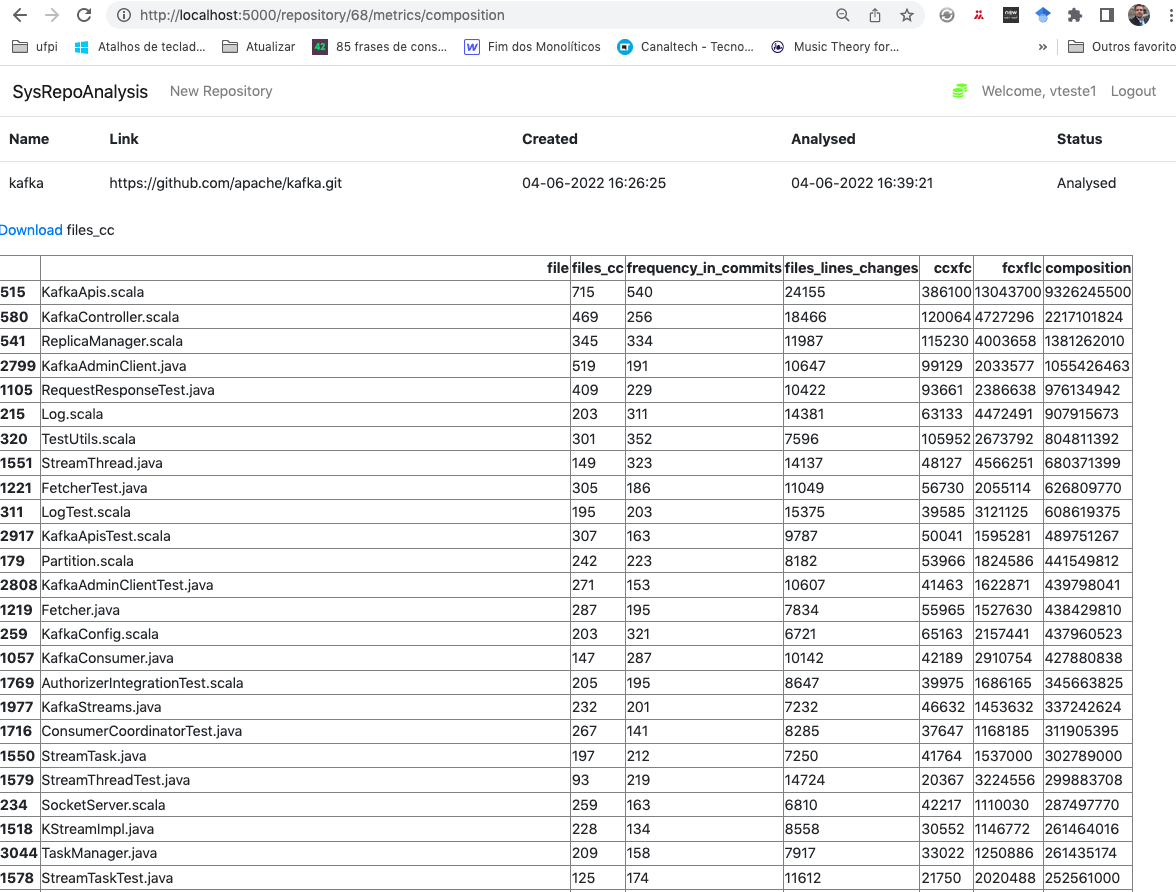 http://localhost:5000/repository/68/metrics/composition
ufpi Atalhos de teclad... Atualizar 42 85 frases de cons... W Fim dos Monolíticos Canaltech - Tecno... Music Theory for... » Outros favorito
SysRepoAnalysis New Repository Welcome, vteste1 Logout
Name Link Created Analysed Status
kafka https://github.com/apache/kafka.git 04-06-2022 16:26:25 04-06-2022 16:39:21 Analysed
Download files_cc
file files_cc frequency_in_commits files_lines_changes ccxfc fcxflc composition
515 KafkaApis.scala 715 540 24155 386100 13043700 9326245500
580 KafkaController.scala 469 256 18466 120064 4727296 2217101824
541 ReplicaManager.scala 345 334 11987 115230 4003658 1381262010
2799 KafkaAdminClient.java 519 191 10647 99129 2033577 1055426463
1105 RequestResponseTest.java 409 229 10422 93661 2386638 976134942
215 Log.scala 203 311 14381 63133 4472491 907915673
320 TestUtils.scala 301 352 7596 105952 2673792 804811392
1551 StreamThread.java 149 323 14137 48127 4566251 680371399
1221 FetcherTest.java 305 186 11049 56730 2055114 626809770
311 LogTest.scala 195 203 15375 39585 3121125 608619375
2917 KafkaApisTest.scala 307 163 9787 50041 1595281 489751267
179 Partition.scala 242 223 8182 53966 1824586 441549812
2808 KafkaAdminClientTest.java 271 153 10607 41463 1622871 439798041
1219 Fetcher.java 287 195 7834 55965 1527630 438429810
259 KafkaConfig.scala 203 321 6721 65163 2157441 437960523
1057 KafkaConsumer.java 147 287 10142 42189 2910754 427880838
1769 AuthorizerIntegrationTest.scala 205 195 8647 39975 1686165 345663825
1977 KafkaStreams.java 232 201 7232 46632 1453632 337242624
1716 ConsumerCoordinatorTest.java 267 141 8285 37647 1168185 311905395
1550 StreamTask.java 197 212 7250 41764 1537000 302789000
1579 StreamThreadTest.java 93 219 14724 20367 3224556 299883708
234 SocketServer.scala 259 163 6810 42217 1110030 287497770
1518 KStreamImpl.java 228 134 8558 30552 1146772 261464016
3044 TaskManager.java 209 158 7917 33022 1250886 261435174
1578 StreamTaskTest.java 125 174 11612 21750 2020488 252561000